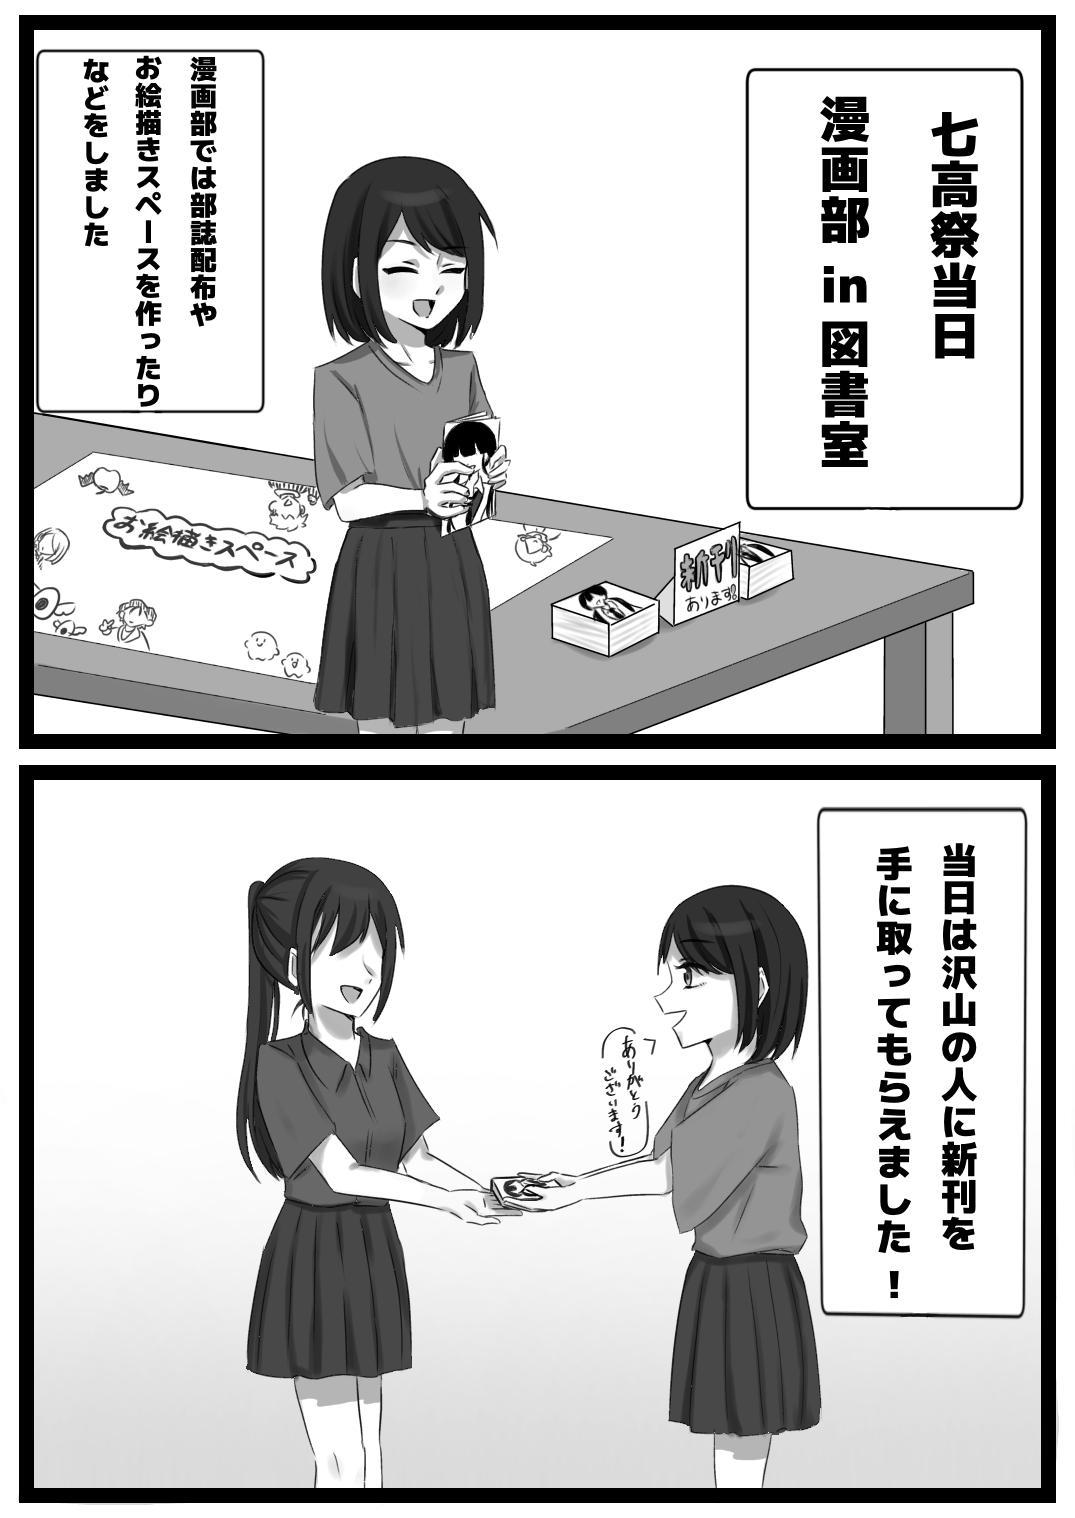 七高祭当日
漫画部 in 図書室
漫画部では部誌配布や
お絵描きスペースを作ったり
などをしました
お絵描きスペース
新刊
あります!
当日は沢山の人に新刊を
手に取ってもらえました！
ありがとう
ございます!